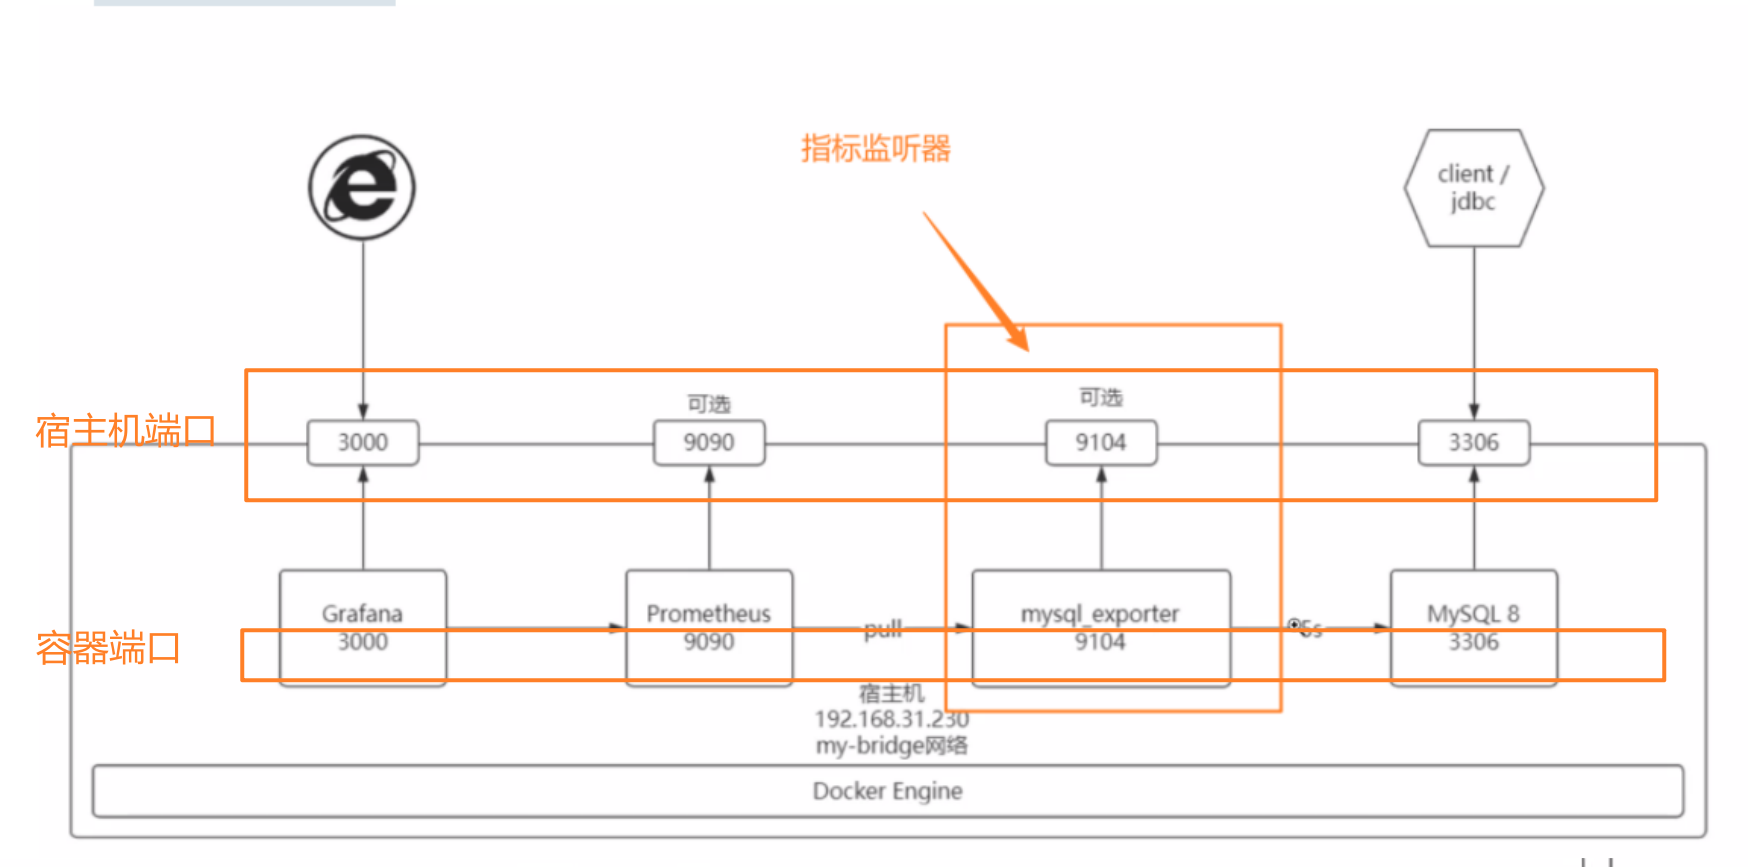 指标监听器
client /
jdbc
可选
可选
宿主机端口
3000
9090
9104
3306
Grafana
3000
Prometheus
9090
pull
mysql_exporter
9104
5s
MySQL 8
3306
容器端口
宿主机
192.168.31.230
my-bridge网络
Docker Engine